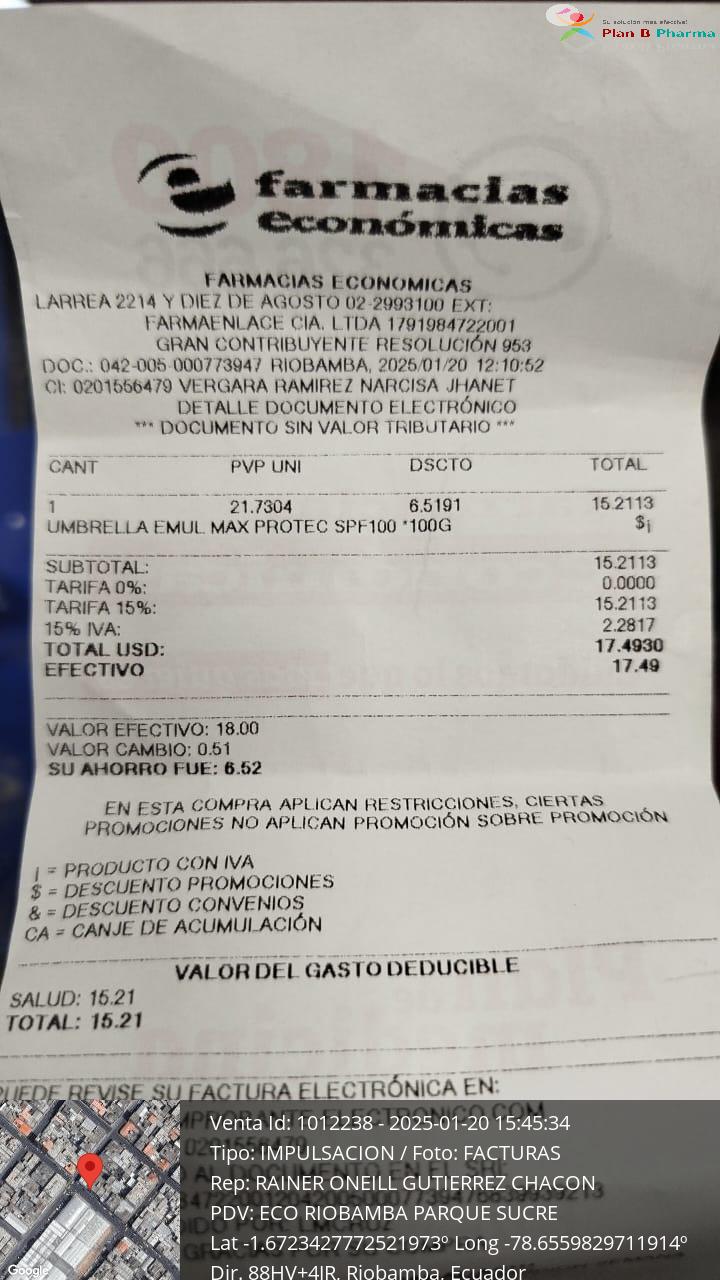 Su solución más efectiva!
Plan B Pharma
farmacias
económicas
FARMACIAS ECONOMICAS
LARREA 2214 Y DIEZ DE AGOSTO 02-2993100 EXT:
FARMAENLACE CIA. LTDA 1791984722001
GRAN CONTRIBUYENTE RESOLUCIÓN 953
DOC.: 042-005-000773947 RIOBAMBA, 2025/01/20 12:10:52
CI: 0201556479 VERGARA RAMIREZ NARCISA JHANET
DETALLE DOCUMENTO ELECTRÓNICO
*** DOCUMENTO SIN VALOR TRIBUTARIO ***
CANT PVP UNI DSCTO TOTAL
1 21.7304 6.5191 15.2113
UMBRELLA EMUL MAX PROTEC SPF100 *100G $¡
SUBTOTAL: 15.2113
TARIFA 0%: 0.0000
TARIFA 15%: 15.2113
15% IVA: 2.2817
TOTAL USD: 17.4930
EFECTIVO 17.49
VALOR EFECTIVO: 18.00
VALOR CAMBIO: 0.51
SU AHORRO FUE: 6.52
EN ESTA COMPRA APLICAN RESTRICCIONES, CIERTAS
PROMOCIONES NO APLICAN PROMOCIÓN SOBRE PROMOCIÓN
¡ = PRODUCTO CON IVA
$ = DESCUENTO PROMOCIONES
& = DESCUENTO CONVENIOS
CA = CANJE DE ACUMULACIÓN
VALOR DEL GASTO DEDUCIBLE
SALUD: 15.21
TOTAL: 15.21
PUEDE REVISE SU FACTURA ELECTRÓNICA EN:
Venta Id: 1012238 - 2025-01-20 15:45:34
Tipo: IMPULSACION / Foto: FACTURAS
Rep: RAINER ONEILL GUTIERREZ CHACON
PDV: ECO RIOBAMBA PARQUE SUCRE
Lat -1.6723427772521973º Long -78.6559829711914º
Dir. 88HV+4JR, Riobamba, Ecuador
Google